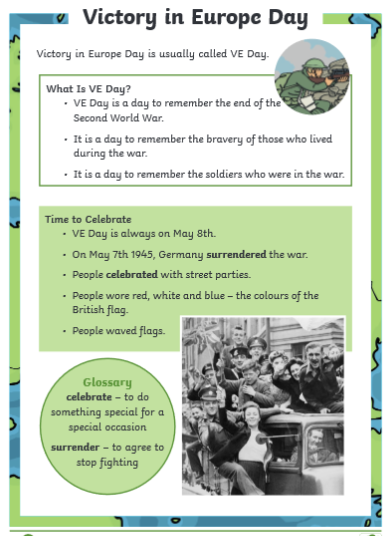 Victory in Europe Day
Victory in Europe Day is usually called VE Day.
What Is VE Day?
• VE Day is a day to remember the end of the
Second World War.
• It is a day to remember the bravery of those who lived
during the war.
• It is a day to remember the soldiers who were in the war.
Time to Celebrate
• VE Day is always on May 8th.
• On May 7th 1945, Germany surrendered the war.
• People celebrated with street parties.
• People wore red, white and blue – the colours of the
British flag.
• People waved flags.
Glossary
celebrate – to do
something special for a
special occasion
surrender – to agree to
stop fighting